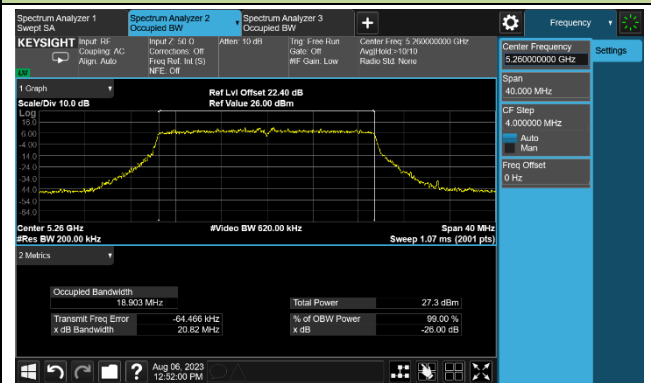 Spectrum Analyzer 1
Swept SA
Spectrum Analyzer 2
Occupied BW
Spectrum Analyzer 3
Occupied BW
+
Frequency
KEYSIGHT
Input: RF
Coupling: AC
Align: Auto
Input Z: 50 Ω
Corrections: Off
Freq Ref: Int (S)
NFE: Off
Atten: 10 dB
Trig: Free Run
Gate: Off
#IF Gain: Low
Center Freq: 5.260000000 GHz
Avg|Hold:>10/10
Radio Std: None
Center Frequency
5.260000000 GHz
Settings
Span
40.000 MHz
CF Step
4.000000 MHz
Auto
Man
Freq Offset
0 Hz
1 Graph
Scale/Div 10.0 dB
Ref Lvl Offset 22.40 dB
Ref Value 26.00 dBm
Log
16.0
6.00
-4.00
-14.0
-24.0
-34.0
-44.0
-54.0
-64.0
Center 5.26 GHz
#Res BW 200.00 kHz
#Video BW 620.00 kHz
Span 40 MHz
Sweep 1.07 ms (2001 pts)
2 Metrics
Occupied Bandwidth
18.903 MHz
Total Power
27.3 dBm
Transmit Freq Error
-64.466 kHz
% of OBW Power
99.00 %
x dB Bandwidth
20.82 MHz
x dB
-26.00 dB
?
Aug 06, 2023
12:52:00 PM